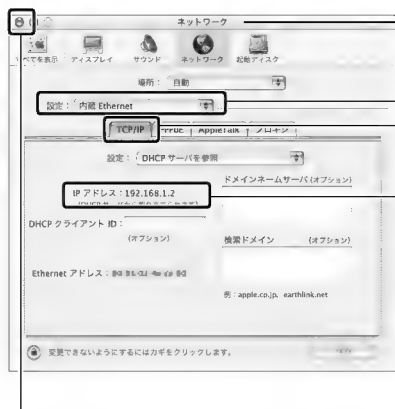 ネットワーク
べてを表示 ディスプレイ サウンド ネットワーク 起動ディスク
場所: 自動
設定: 内蔵 Ethernet
TCP/IP PPPoE AppleTalk プロキシ
設定: DHCP サーバを参照
ドメインネームサーバ (オプション)
IP アドレス: 192.168.1.2
DHCP クライアント ID:
(オプション)
検索ドメイン (オプション)
Ethernet アドレス:
例: apple.co.jp, earthlink.net
変更できないようにするにはカギをクリックします。